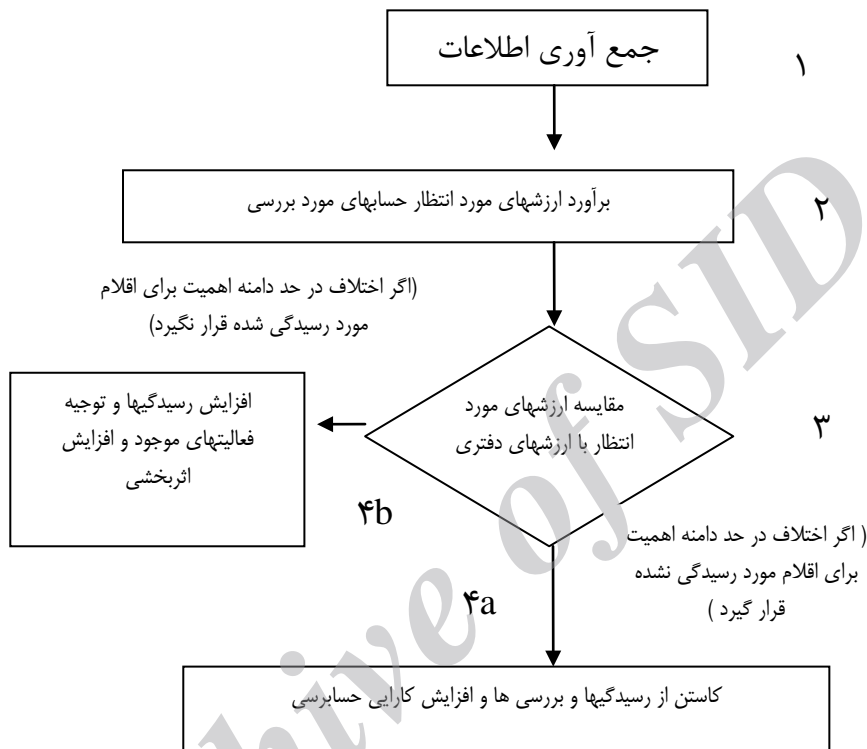 جمع آوری اطلاعات
۱
برآورد ارزشهای مورد انتظار حسابهای مورد بررسی
۲
(اگر اختلاف در حد دامنه اهمیت برای اقلام
مورد رسیدگی شده قرار نگیرد)
مقایسه ارزشهای مورد
انتظار با ارزشهای دفتری
۳
افزایش رسیدگیها و توجیه
فعالیتهای موجود و افزایش
اثربخشی
۴b
( اگر اختلاف در حد دامنه اهمیت
برای اقلام مورد رسیدگی نشده
قرار گیرد )
۴a
کاستن از رسیدگیها و بررسی ها و افزایش کارایی حسابرسی
hive of SID